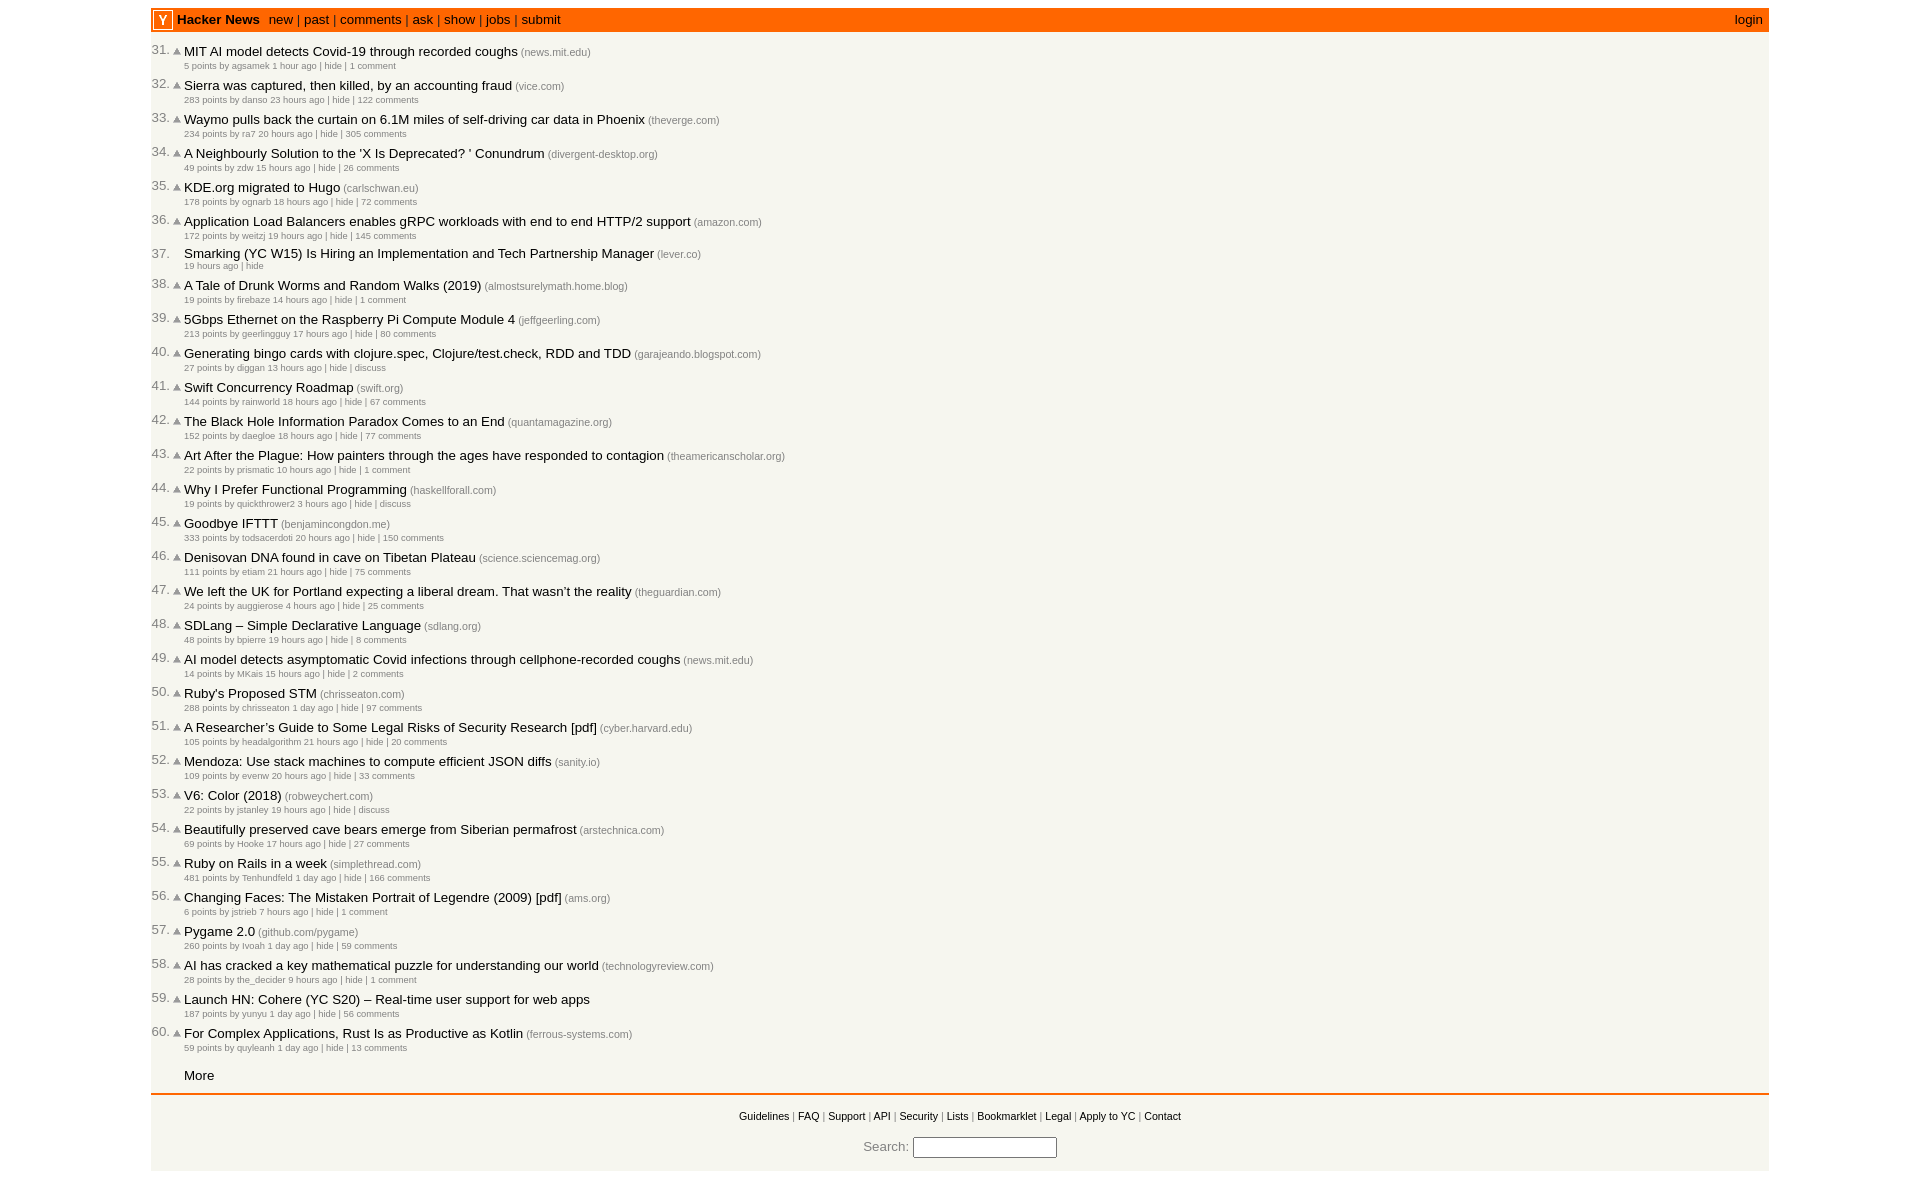 Y Hacker News new | past | comments | ask | show | jobs | submit login
31. MIT AI model detects Covid-19 through recorded coughs (news.mit.edu)
5 points by agsamek 1 hour ago | hide | 1 comment
32. Sierra was captured, then killed, by an accounting fraud (vice.com)
283 points by danso 23 hours ago | hide | 122 comments
33. Waymo pulls back the curtain on 6.1M miles of self-driving car data in Phoenix (theverge.com)
234 points by ra7 20 hours ago | hide | 305 comments
34. A Neighbourly Solution to the 'X Is Deprecated? ' Conundrum (divergent-desktop.org)
49 points by zdw 15 hours ago | hide | 26 comments
35. KDE.org migrated to Hugo (carlschwan.eu)
178 points by ognarb 18 hours ago | hide | 72 comments
36. Application Load Balancers enables gRPC workloads with end to end HTTP/2 support (amazon.com)
172 points by weitzj 19 hours ago | hide | 145 comments
37. Smarking (YC W15) Is Hiring an Implementation and Tech Partnership Manager (lever.co)
19 hours ago | hide
38. A Tale of Drunk Worms and Random Walks (2019) (almostsurelymath.home.blog)
19 points by firebaze 14 hours ago | hide | 1 comment
39. 5Gbps Ethernet on the Raspberry Pi Compute Module 4 (jeffgeerling.com)
213 points by geerlingguy 17 hours ago | hide | 80 comments
40. Generating bingo cards with clojure.spec, Clojure/test.check, RDD and TDD (garajeando.blogspot.com)
27 points by diggan 13 hours ago | hide | discuss
41. Swift Concurrency Roadmap (swift.org)
144 points by rainworld 18 hours ago | hide | 67 comments
42. The Black Hole Information Paradox Comes to an End (quantamagazine.org)
152 points by daegloe 18 hours ago | hide | 77 comments
43. Art After the Plague: How painters through the ages have responded to contagion (theamericanscholar.org)
22 points by prismatic 10 hours ago | hide | 1 comment
44. Why I Prefer Functional Programming (haskellforall.com)
19 points by quickthrower2 3 hours ago | hide | discuss
45. Goodbye IFTTT (benjamincongdon.me)
333 points by todsacerdoti 20 hours ago | hide | 150 comments
46. Denisovan DNA found in cave on Tibetan Plateau (science.sciencemag.org)
111 points by etiam 21 hours ago | hide | 75 comments
47. We left the UK for Portland expecting a liberal dream. That wasn’t the reality (theguardian.com)
24 points by auggierose 4 hours ago | hide | 25 comments
48. SDLang – Simple Declarative Language (sdlang.org)
48 points by bpierre 19 hours ago | hide | 8 comments
49. AI model detects asymptomatic Covid infections through cellphone-recorded coughs (news.mit.edu)
14 points by MKais 15 hours ago | hide | 2 comments
50. Ruby's Proposed STM (chrisseaton.com)
288 points by chrisseaton 1 day ago | hide | 97 comments
51. A Researcher’s Guide to Some Legal Risks of Security Research [pdf] (cyber.harvard.edu)
105 points by headalgorithm 21 hours ago | hide | 20 comments
52. Mendoza: Use stack machines to compute efficient JSON diffs (sanity.io)
109 points by evenw 20 hours ago | hide | 33 comments
53. V6: Color (2018) (robweychert.com)
22 points by jstanley 19 hours ago | hide | discuss
54. Beautifully preserved cave bears emerge from Siberian permafrost (arstechnica.com)
69 points by Hooke 17 hours ago | hide | 27 comments
55. Ruby on Rails in a week (simplethread.com)
481 points by Tenhundfeld 1 day ago | hide | 166 comments
56. Changing Faces: The Mistaken Portrait of Legendre (2009) [pdf] (ams.org)
6 points by jstrieb 7 hours ago | hide | 1 comment
57. Pygame 2.0 (github.com/pygame)
260 points by Ivoah 1 day ago | hide | 59 comments
58. AI has cracked a key mathematical puzzle for understanding our world (technologyreview.com)
28 points by the_decider 9 hours ago | hide | 1 comment
59. Launch HN: Cohere (YC S20) – Real-time user support for web apps
187 points by yunyu 1 day ago | hide | 56 comments
60. For Complex Applications, Rust Is as Productive as Kotlin (ferrous-systems.com)
59 points by quyleanh 1 day ago | hide | 13 comments
More
Guidelines | FAQ | Support | API | Security | Lists | Bookmarklet | Legal | Apply to YC | Contact
Search: